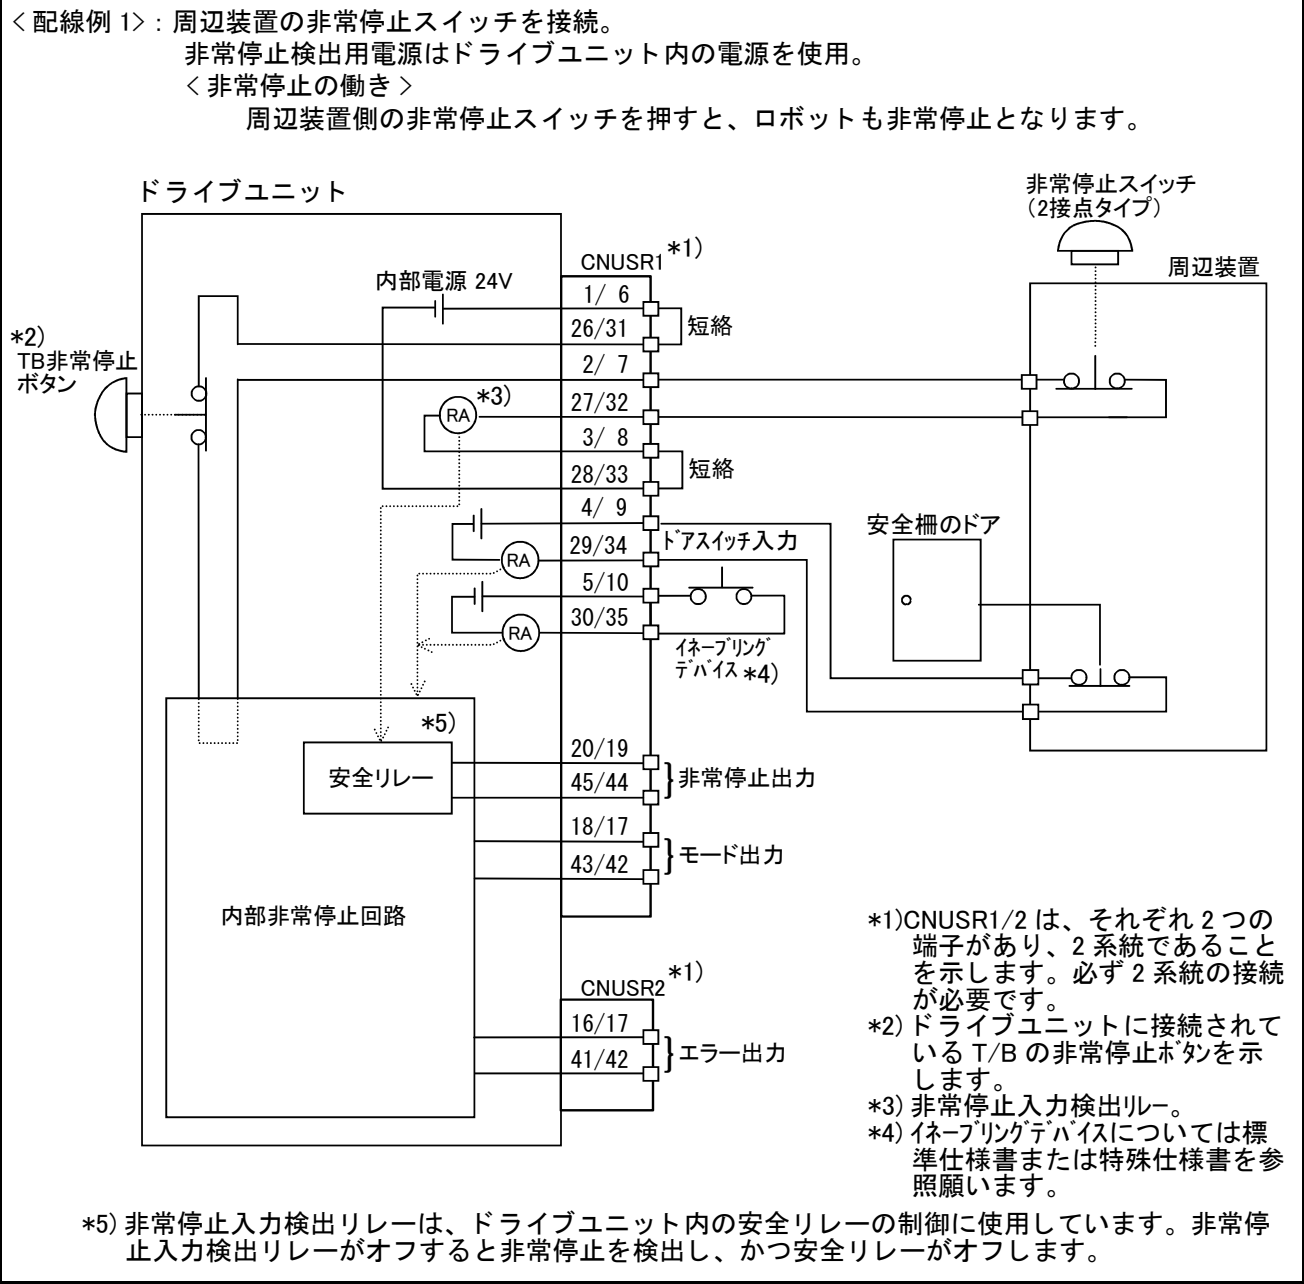 <配線例 1>：周辺装置の非常停止スイッチを接続。
非常停止検出用電源はドライブユニット内の電源を使用。
<非常停止の働き>
周辺装置側の非常停止スイッチを押すと、ロボットも非常停止となります。
ドライブユニット
非常停止スイッチ
（2接点タイプ）
CNUSR1 *1)
周辺装置
内部電源 24V
1/ 6
26/31
短絡
*2)
TB非常停止
ボタン
2/ 7
*3)
27/32
RA
3/ 8
28/33
短絡
4/ 9
安全柵のドア
29/34
ﾄﾞｱｽｲｯﾁ入力
RA
5/10
30/35
RA
ｲﾈｰﾌﾞﾘﾝｸﾞ
ﾃﾞﾊﾞｲｽ *4)
*5)
20/19
安全リレー
45/44
非常停止出力
18/17
43/42
モード出力
内部非常停止回路
CNUSR2 *1)
16/17
41/42
エラー出力
*1)CNUSR1/2 は、それぞれ 2 つの
端子があり、2 系統であること
を示します。必ず 2 系統の接続
が必要です。
*2) ドライブユニットに接続されて
いる T/B の非常停止ﾎﾞﾀﾝを示
します。
*3) 非常停止入力検出ﾘﾚｰ。
*4) ｲﾈｰﾌﾞﾘﾝｸﾞﾃﾞﾊﾞｲｽについては標
準仕様書または特殊仕様書を参
照願います。
*5) 非常停止入力検出リレーは、ドライブユニット内の安全リレーの制御に使用しています。非常停
止入力検出リレーがオフすると非常停止を検出し、かつ安全リレーがオフします。